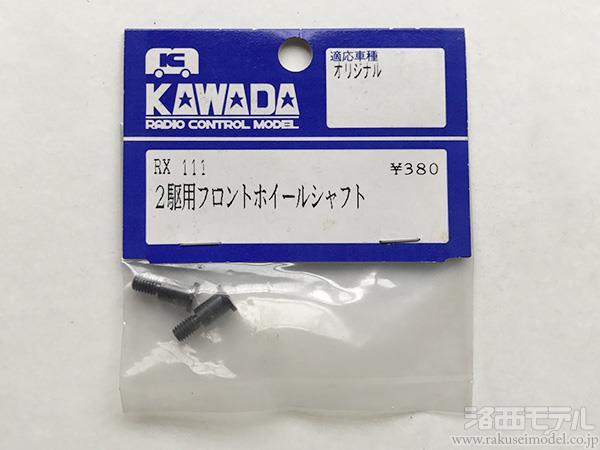 KAWADA
RADIO CONTROL MODEL
適応車種
オリジナル
RX 111
¥380
2駆用フロントホイールシャフト
洛西モデル
www.rakuseimodel.co.jp